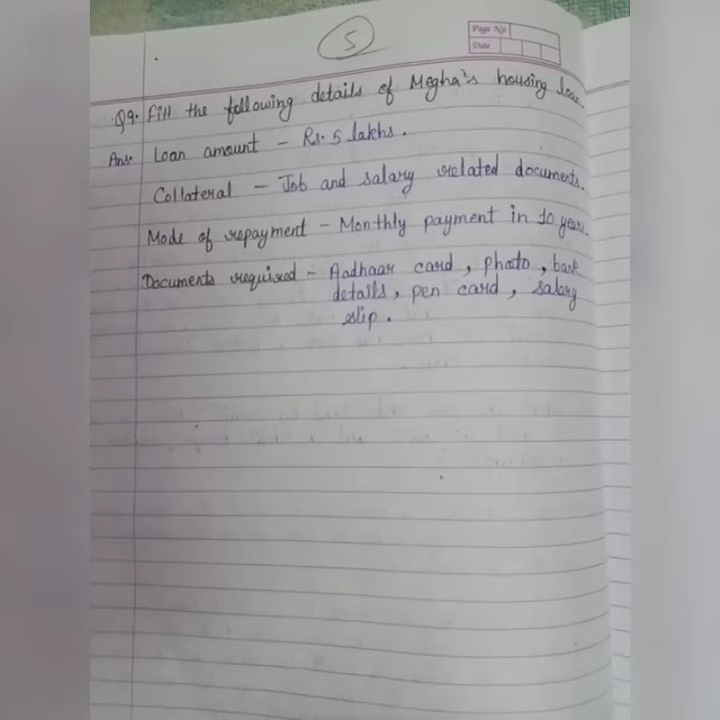 5
Page No
Date
Q9. Fill the following details of Megha's housing loan.
Ans. Loan amount - Rs. 5 lakhs.
Collateral - Job and salary related documents.
Mode of repayment - Monthly payment in 10 years.
Documents required - Aadhaar card, photo, bank
details, pen card, salary
slip.